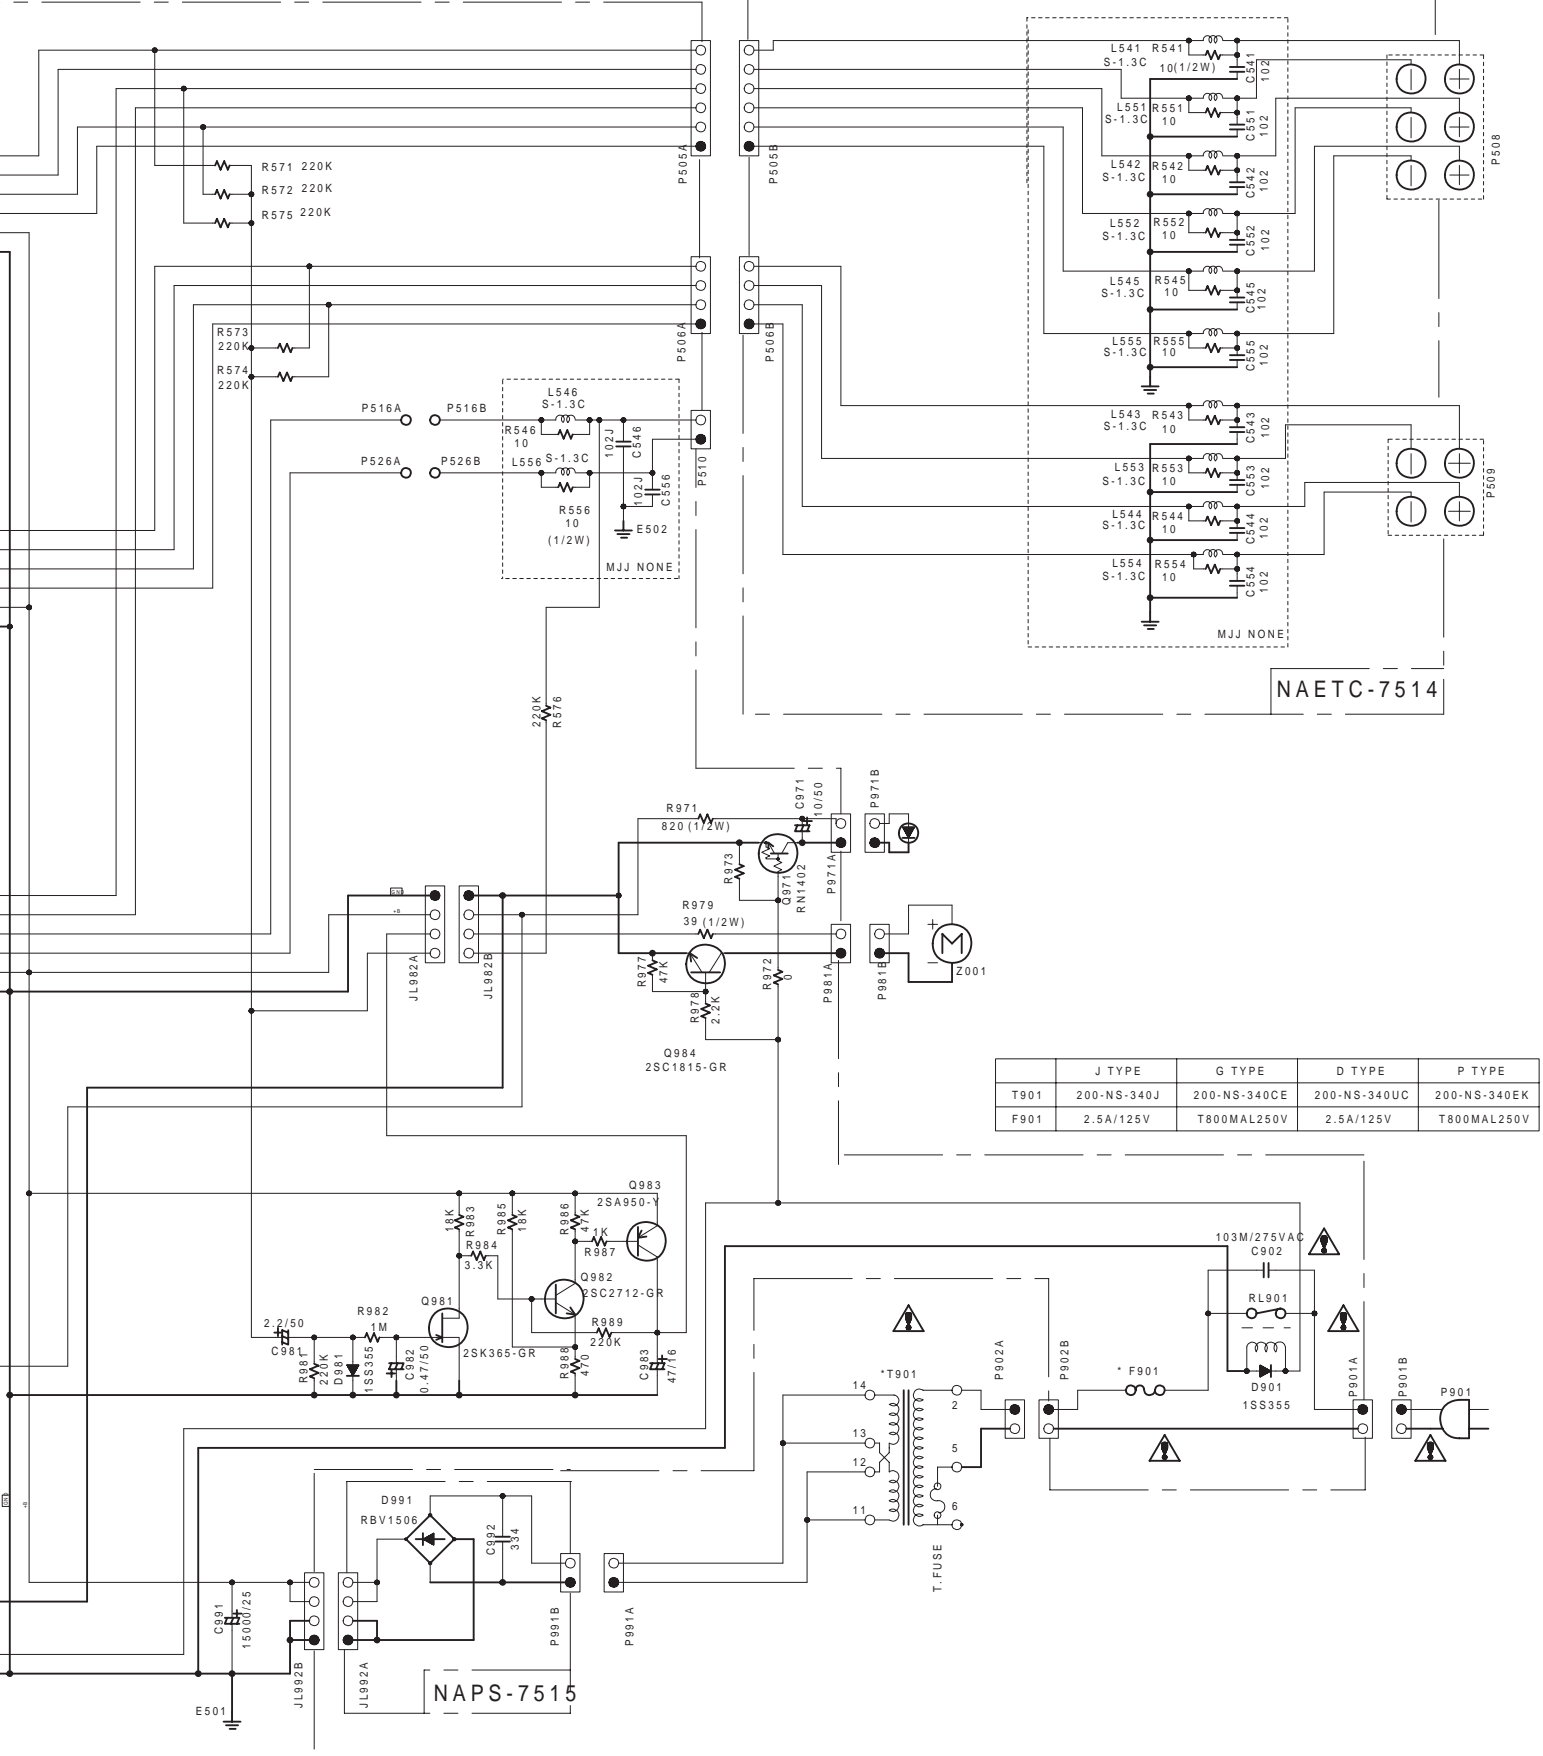 L541 R541
S-1.3C
10(1/2W)
C541
102
L551 R551
S-1.3C 10
C551
102
L542 R542
S-1.3C 10
C542
102
L552 R552
S-1.3C 10
C552
102
L545 R545
S-1.3C 10
C545
102
L555 R555
S-1.3C 10
C555
102
L543 R543
S-1.3C 10
C543
102
L553 R553
S-1.3C 10
C553
102
L544 R544
S-1.3C 10
C544
102
L554 R554
S-1.3C 10
C554
102
MJJ NONE
P508
P509
NAETC-7514
P505A
P505B
R571 220K
R572 220K
R575 220K
P506A
P506B
R573
220K
R574
220K
P516A
P516B
P526A
P526B
L546
S-1.3C
R546
10
102J
C546
L556
S-1.3C
R556
10
(1/2W)
102J
C556
E502
MJJ NONE
P510
220K
R576
R971
820(1/2W)
C971
10/50
P971B
P971A
R973
Q971
RN1402
R979
39(1/2W)
GND
+B
JL982A
JL982B
R977
47K
R978
2.2K
R972
0
P981A
P981B
+
M
−
Z001
Q984
2SC1815-GR
J TYPE G TYPE D TYPE P TYPE
T901 200-NS-340J 200-NS-340CE 200-NS-340UC 200-NS-340EK
F901 2.5A/125V T800MAL250V 2.5A/125V T800MAL250V
Q983
2SA950-Y
18K
R983
R985
18K
R986
47K
1K
R987
R984
3.3K
Q982
2SC2712-GR
Q981
2SK365-GR
2.2/50
C981
R982
1M
R981
220K
D981
1SS355
C982
0.47/50
R989
220K
R988
470
C983
47/16
103M/275VAC
C902
RL901
D901
1SS355
* F901
P902A
P902B
P901A
P901B
P901
*T901
14
13
12
11
2
5
6
T.FUSE
D991
RBV1506
C992
334
P991B
P991A
GND
+B
C991
15000/25
JL992B
JL992A
E501
NAPS-7515